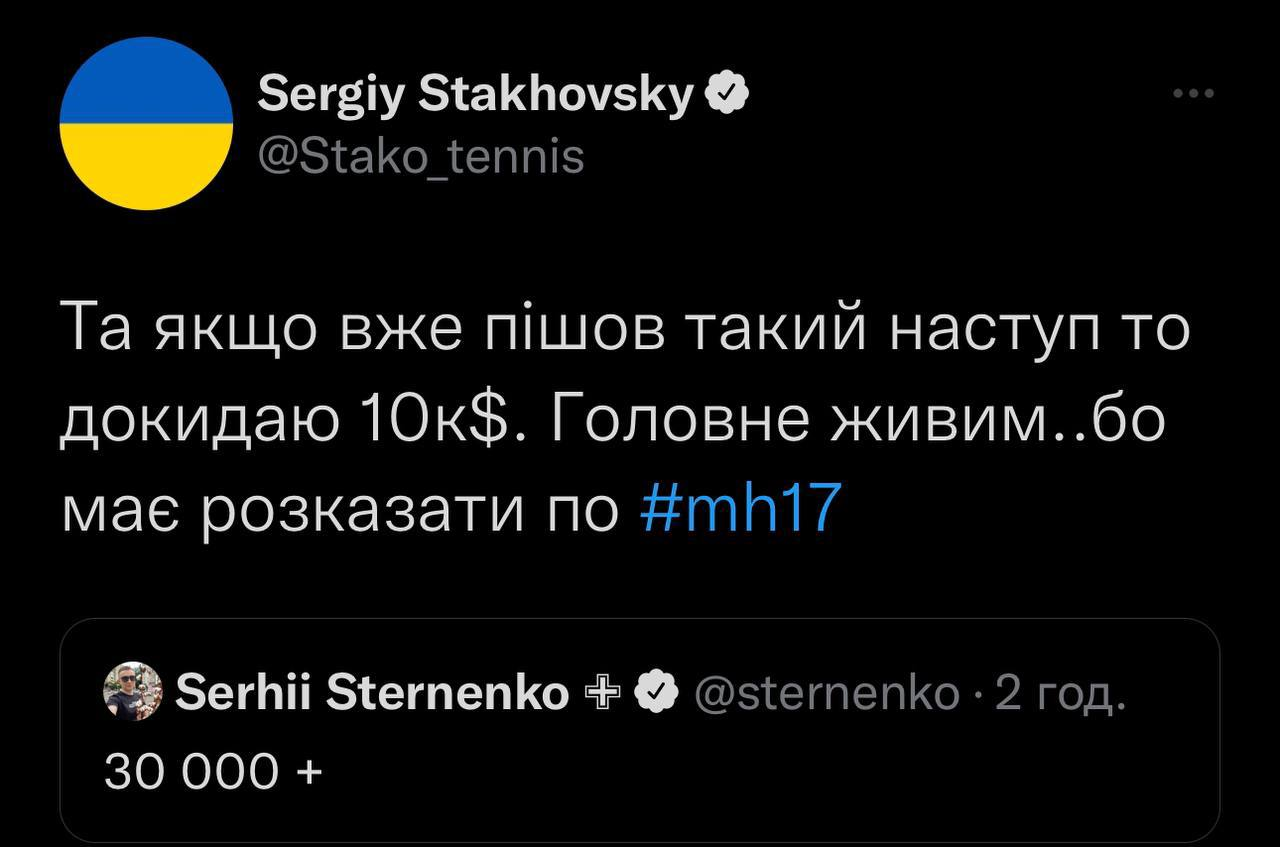 Sergiy Stakhovsky
@Stako_tennis
Та якщо вже пішов такий наступ то
докидаю 10к$. Головне живим..бо
має розказати по #mh17
Serhii Sternenko @sternenko · 2 год.
30 000 +